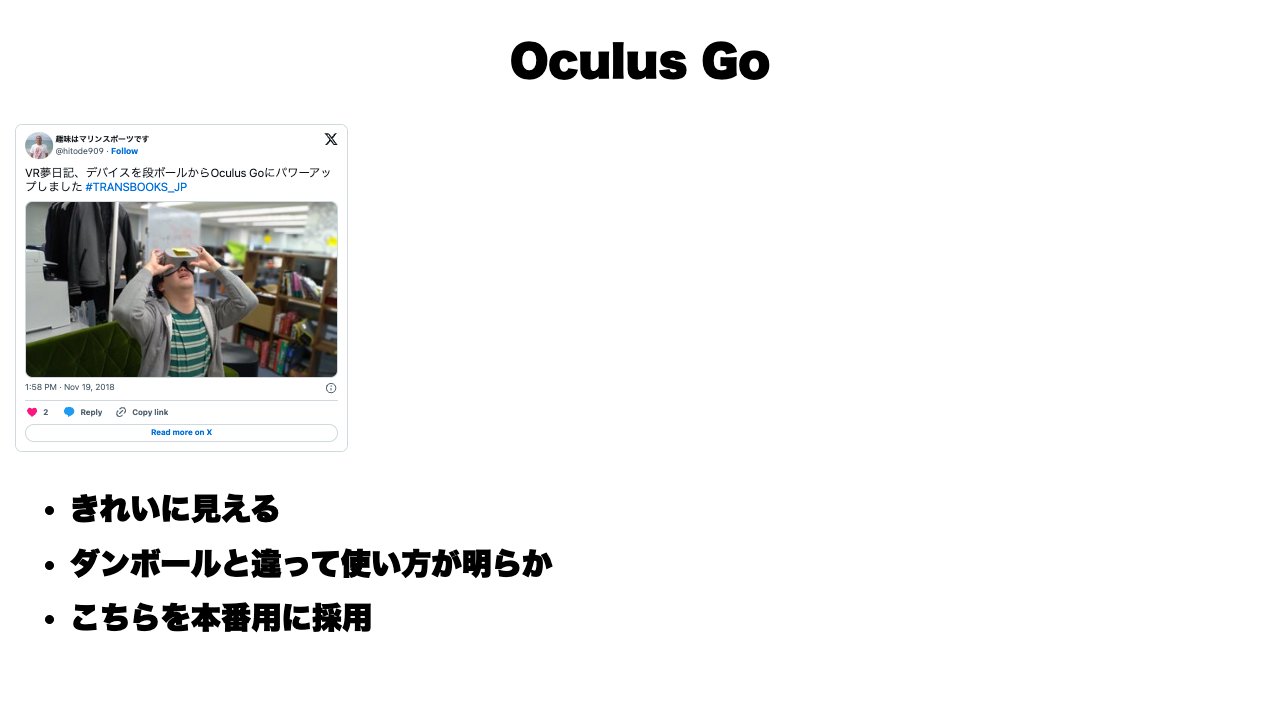 Oculus Go
趣味はマリンスポーツです
@hitode909 · Follow
VR夢日記、デバイスを段ボールからOculus Goにパワーアッ
プしました #TRANSBOOKS_JP
1:58 PM · Nov 19, 2018
2 Reply Copy link
Read more on X
• きれいに見える
• ダンボールと違って使い方が明らか
• こちらを本番用に採用